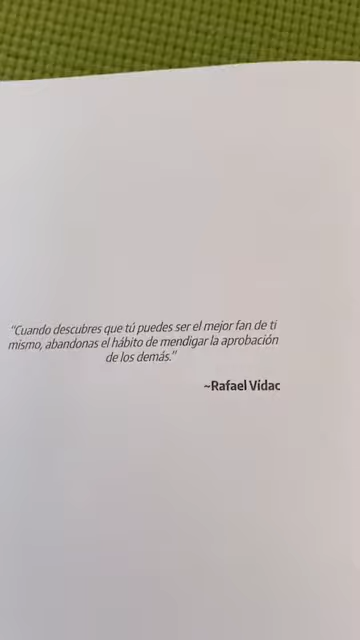 "Cuando descubres que tú puedes ser el mejor fan de ti
mismo, abandonas el hábito de mendigar la aprobación
de los demás."
~Rafael Vídac